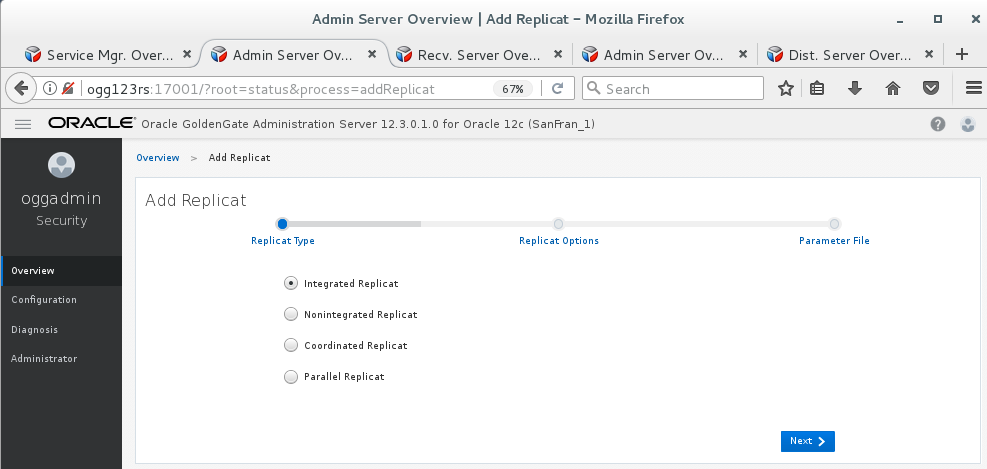 Admin Server Overview | Add Replicat – Mozilla Firefox
Service Mgr. Over... Admin Server Ov... Recv. Server Ove... Admin Server Ov... Dist. Server Over...
ogg123rs:17001/?root=status&process=addReplicat 67% Search
ORACLE Oracle GoldenGate Administration Server 12.3.0.1.0 for Oracle 12c (SanFran_1)
oggadmin
Security
Overview
Configuration
Diagnosis
Administrator
Overview > Add Replicat
Add Replicat
Replicat Type Replicat Options Parameter File
Integrated Replicat
Nonintegrated Replicat
Coordinated Replicat
Parallel Replicat
Next